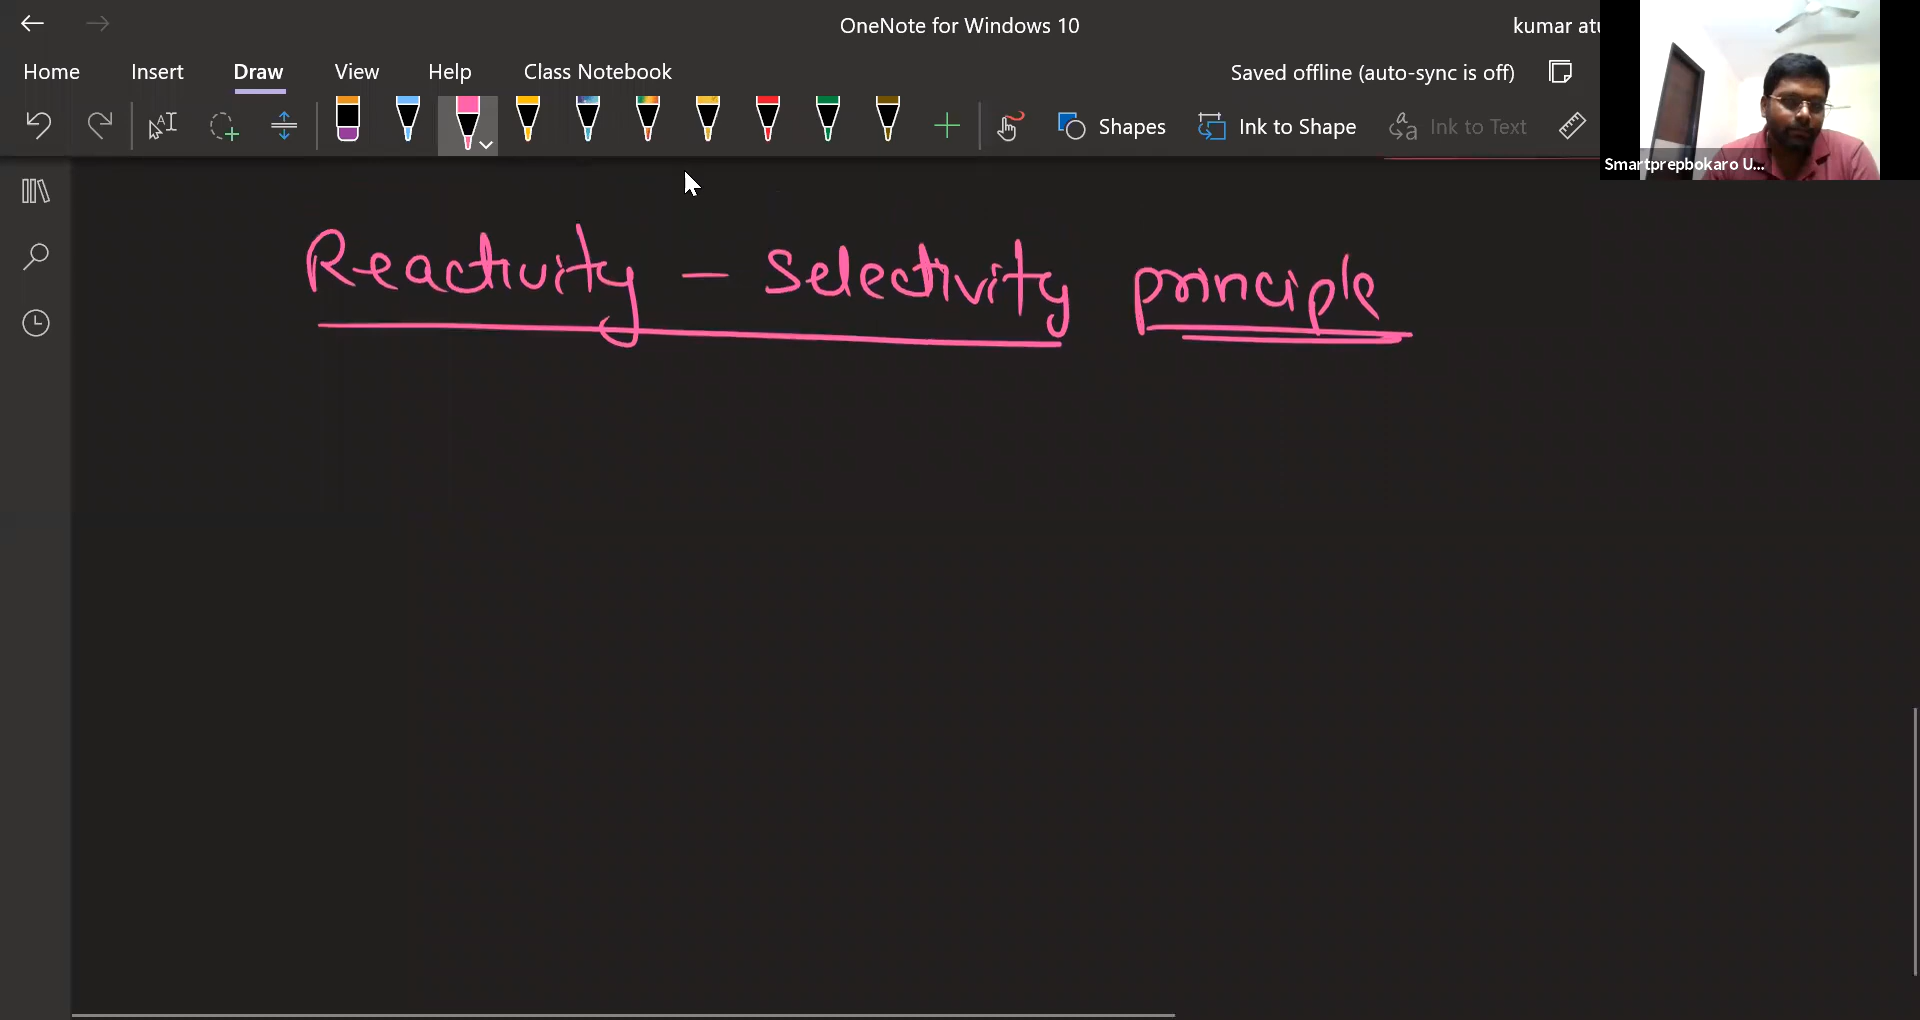 OneNote for Windows 10
kumar atu
Home Insert Draw View Help Class Notebook
Saved offline (auto-sync is off)
Shapes Ink to Shape Ink to Text
Smartprepbokaro U...
Reactivity - Selectivity principle